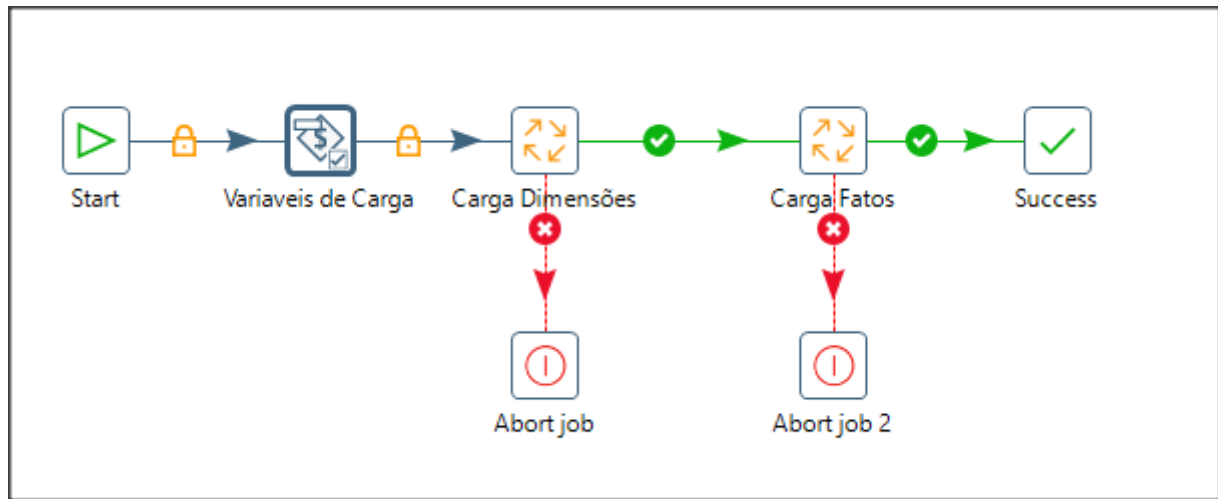 Start
Variaveis de Carga
Carga Dimensões
Carga Fatos
Success
Abort job
Abort job 2